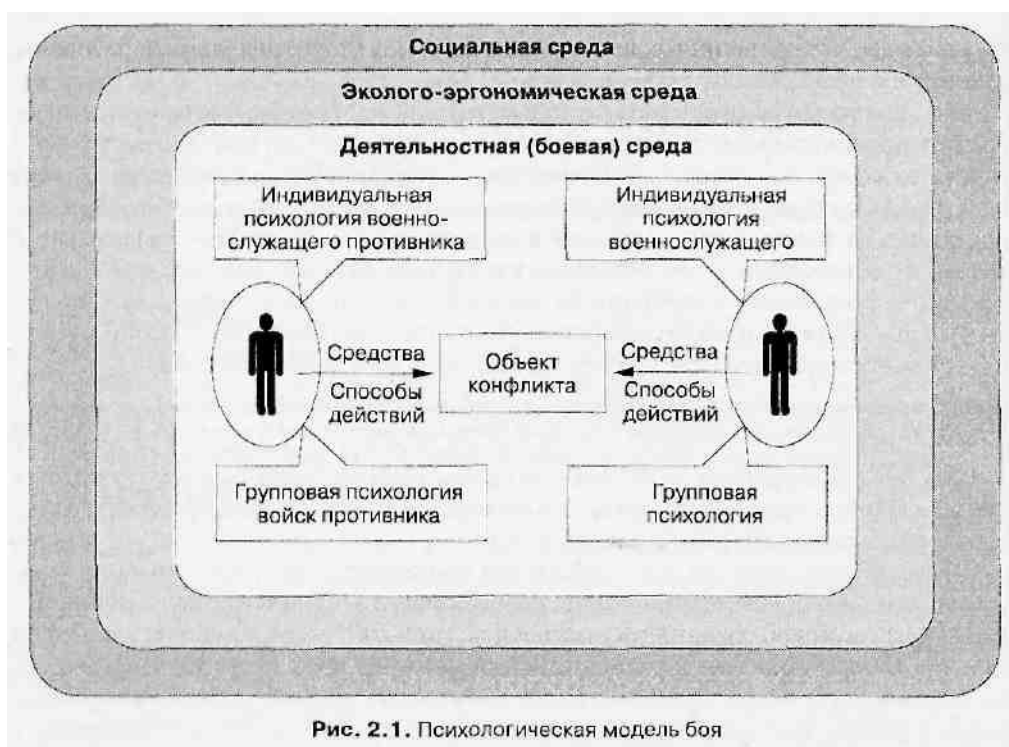 Социальная среда
Эколого-эргономическая среда
Деятельностная (боевая) среда
Индивидуальная
психология военно-
служащего противника
Индивидуальная
психология
военнослужащего
Средства
Способы
действий
Объект
конфликта
Средства
Способы
действий
Групповая психология
войск противника
Групповая
психология
Рис. 2.1. Психологическая модель боя